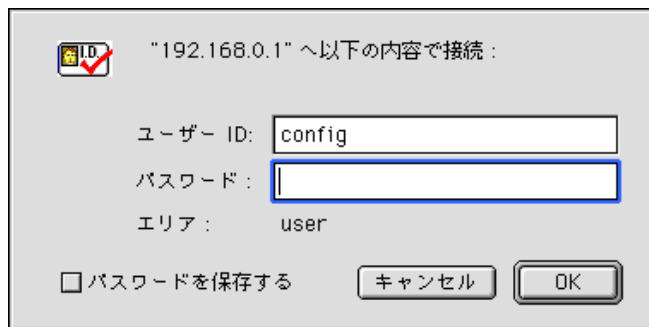 I.D.
"192.168.0.1" へ以下の内容で接続：
ユーザー ID: config
パスワード：
エリア： user
パスワードを保存する キャンセル OK